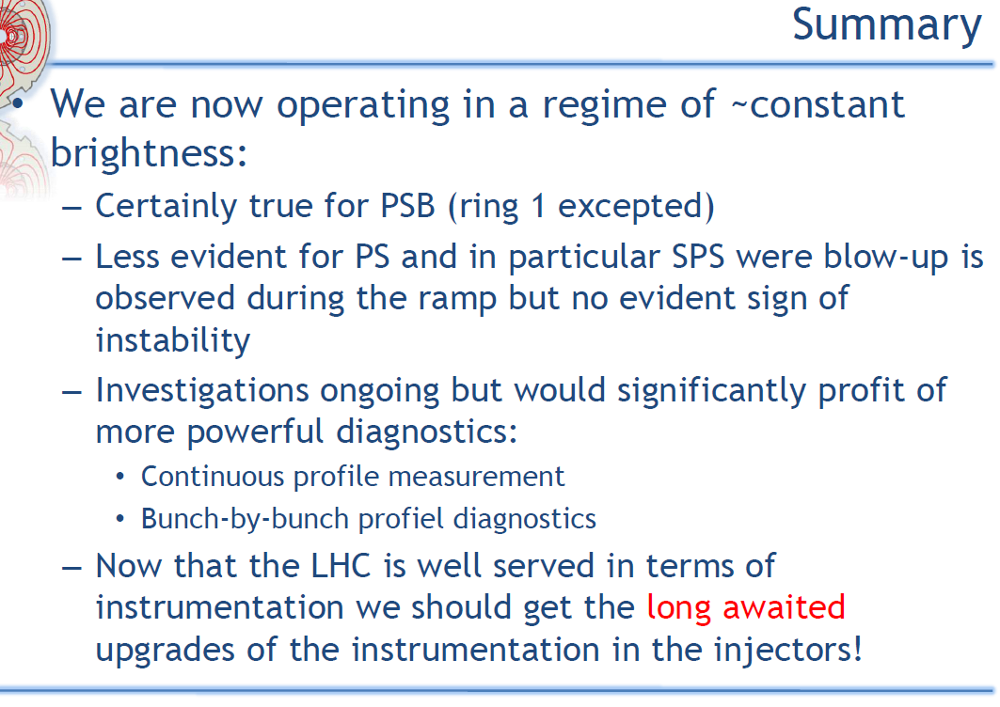 Summary
• We are now operating in a regime of ~constant
brightness:
– Certainly true for PSB (ring 1 excepted)
– Less evident for PS and in particular SPS were blow-up is
observed during the ramp but no evident sign of
instability
– Investigations ongoing but would significantly profit of
more powerful diagnostics:
• Continuous profile measurement
• Bunch-by-bunch profiel diagnostics
– Now that the LHC is well served in terms of
instrumentation we should get the long awaited
upgrades of the instrumentation in the injectors!